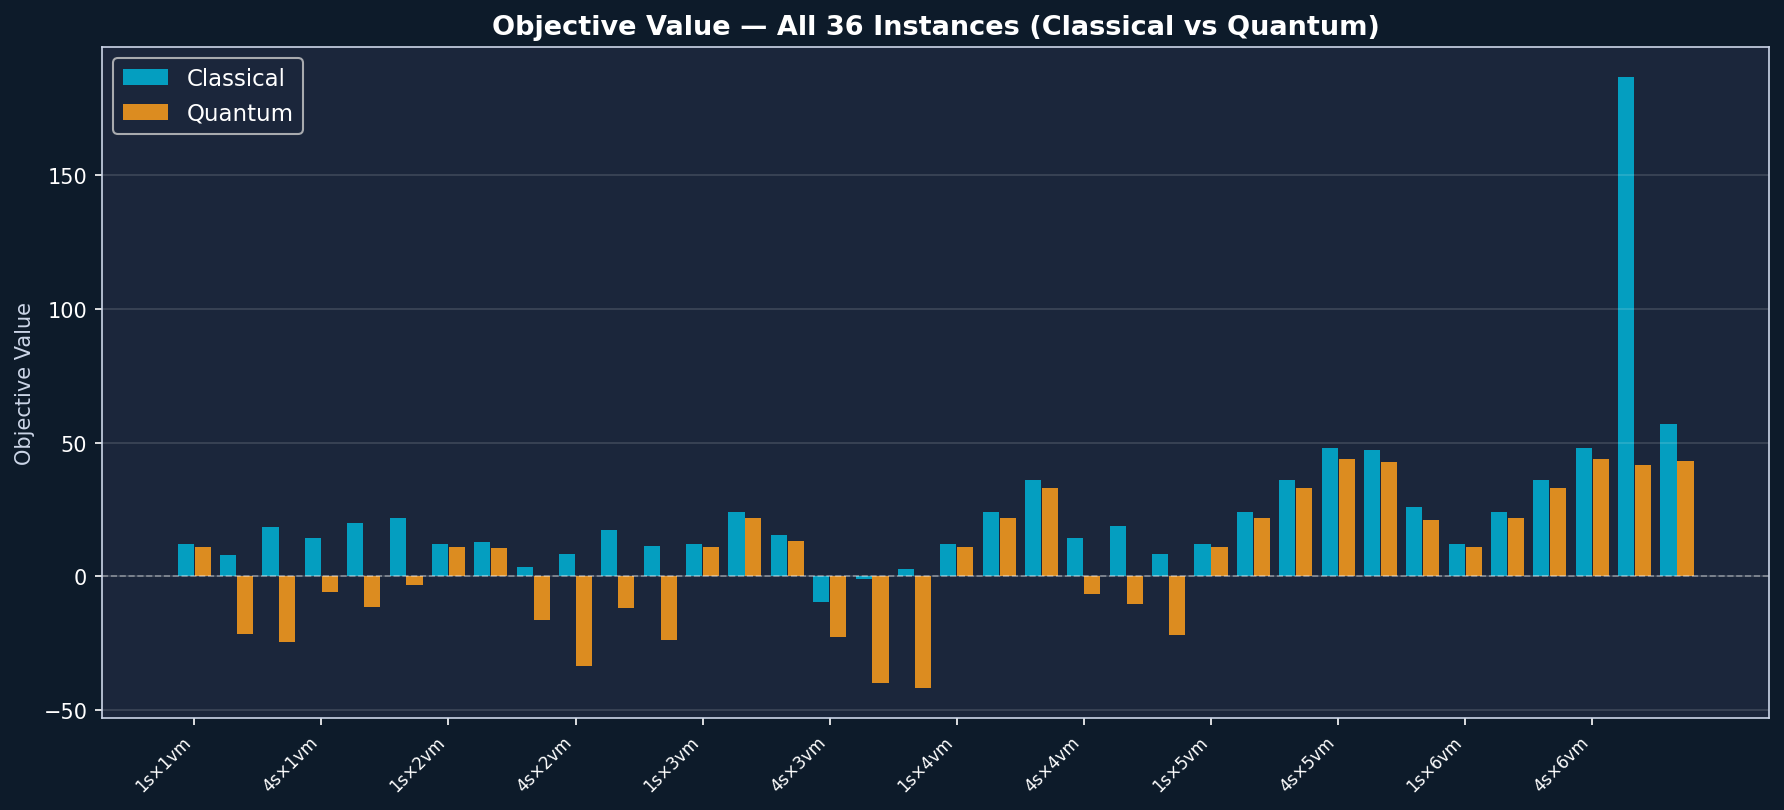 Objective Value — All 36 Instances (Classical vs Quantum)
Classical
Quantum
Objective Value
150
100
50
0
−50
1s×1vm
4s×1vm
1s×2vm
4s×2vm
1s×3vm
4s×3vm
1s×4vm
4s×4vm
1s×5vm
4s×5vm
1s×6vm
4s×6vm